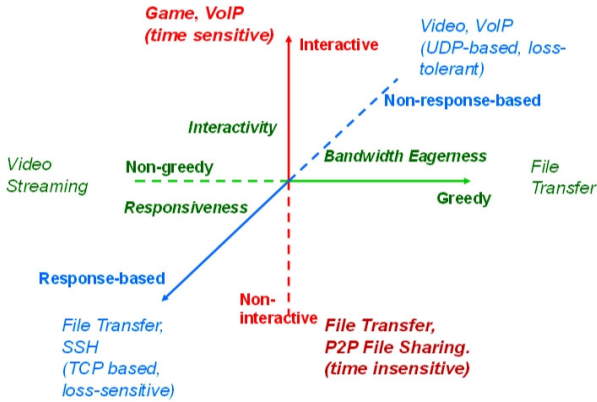 Game, VoIP
(time sensitive)
Interactive
Video, VoIP
(UDP-based, loss-
tolerant)
Non-response-based
Interactivity
Bandwidth Eagerness
Video
Streaming
Non-greedy
File
Transfer
Greedy
Responsiveness
Response-based
Non-
interactive
File Transfer,
SSH
(TCP based,
loss-sensitive)
File Transfer,
P2P File Sharing.
(time insensitive)